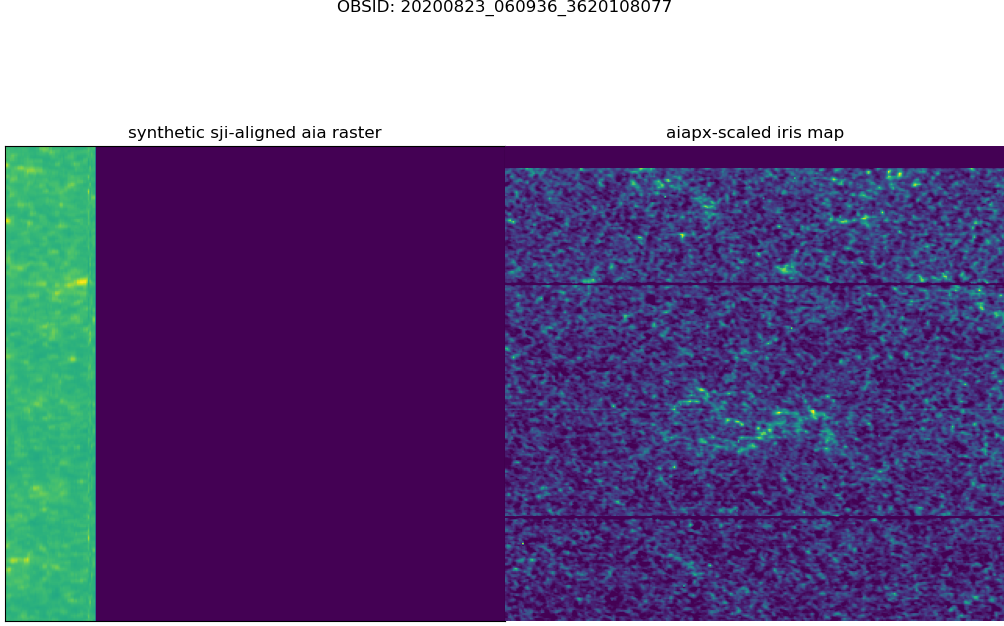 OBSID: 20200823_060936_3620108077
synthetic sji-aligned aia raster
aiapx-scaled iris map